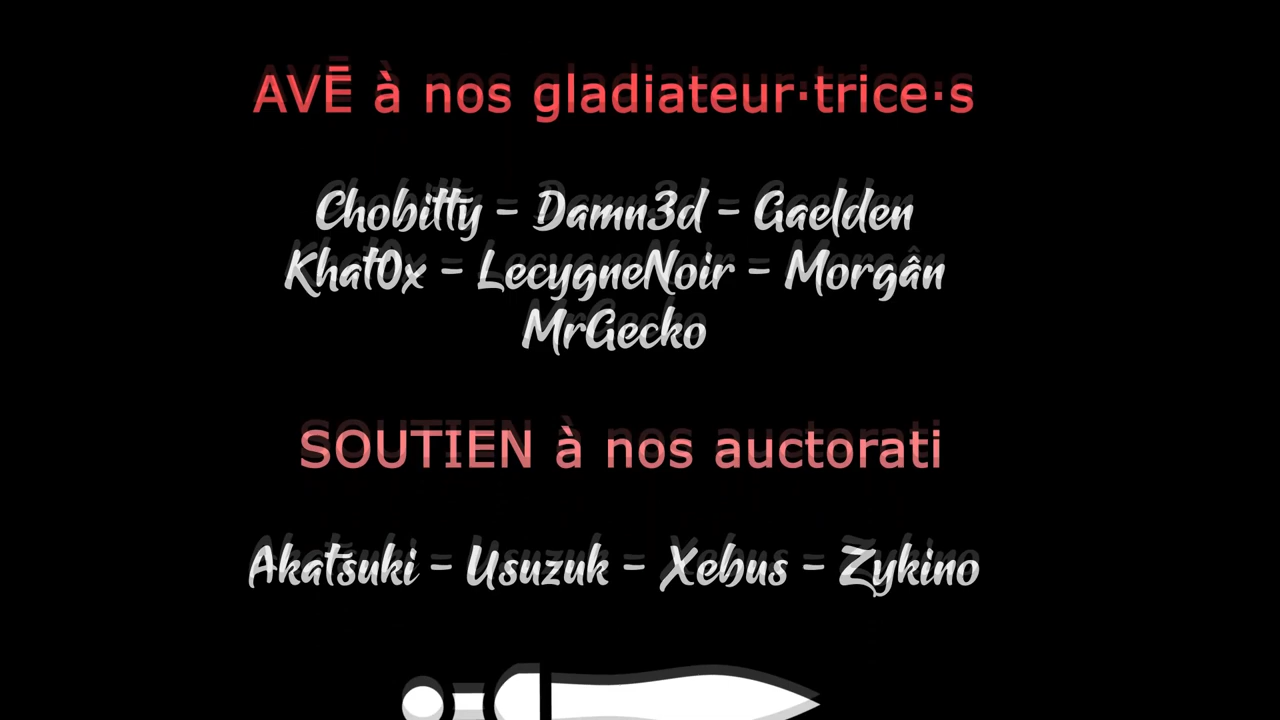 AVĒ à nos gladiateur·trice·s
Chobitty - Damn3d - Gaelden
Khat0x - LecygneNoir - Morgân
MrGecko
SOUTIEN à nos auctorati
Akatsuki - Usuzuk - Xebus - Zykino